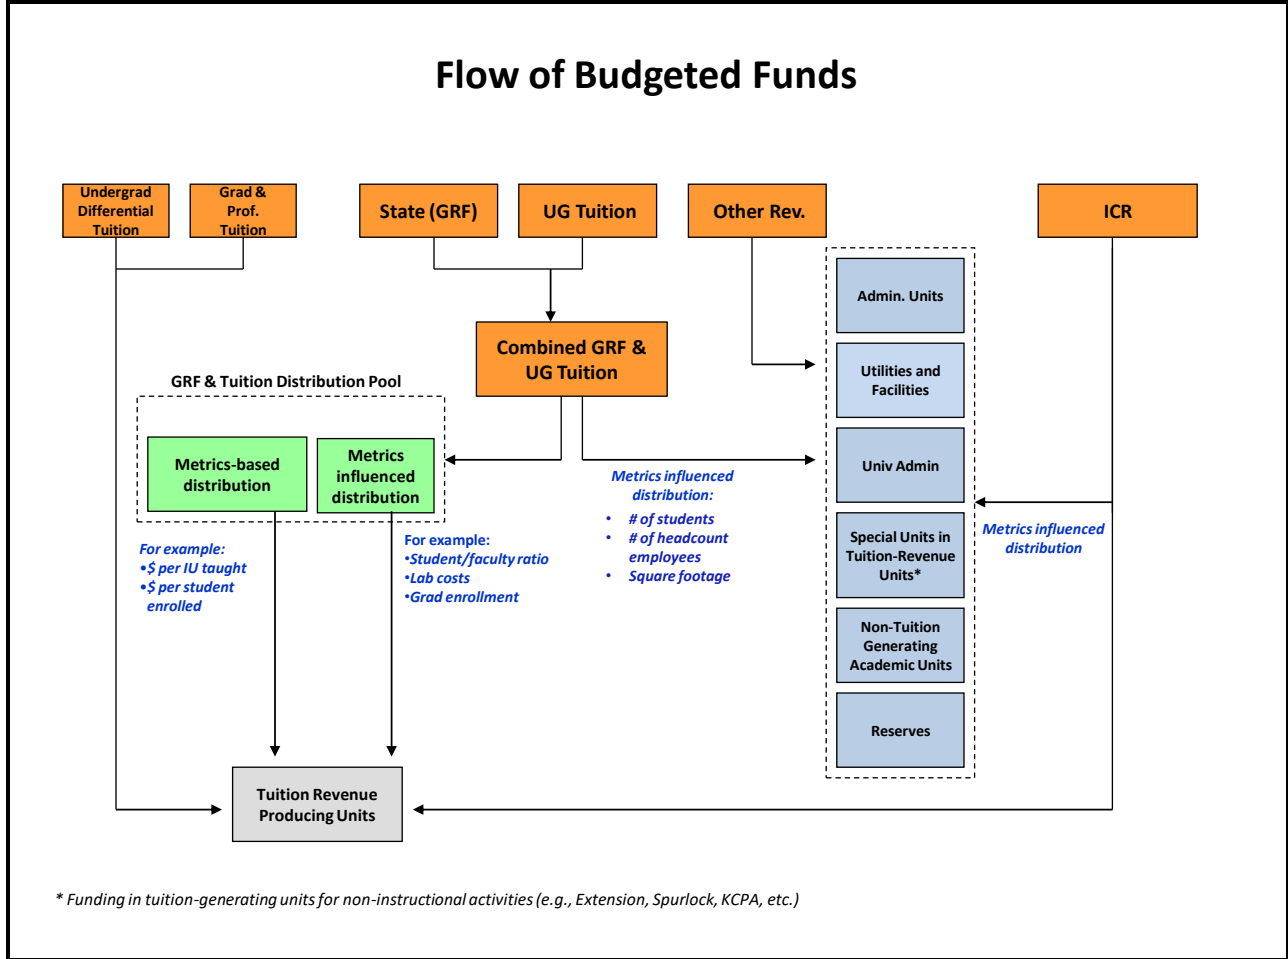 Flow of Budgeted Funds
Undergrad
Differential
Tuition
Grad &
Prof.
Tuition
State (GRF)
UG Tuition
Other Rev.
ICR
Combined GRF &
UG Tuition
GRF & Tuition Distribution Pool
Metrics-based
distribution
Metrics
influenced
distribution
For example:
•$ per IU taught
•$ per student
enrolled
For example:
•Student/faculty ratio
•Lab costs
•Grad enrollment
Metrics influenced
distribution:
• # of students
• # of headcount
employees
• Square footage
Admin. Units
Utilities and
Facilities
Univ Admin
Special Units in
Tuition-Revenue
Units*
Non-Tuition
Generating
Academic Units
Reserves
Metrics influenced
distribution
Tuition Revenue
Producing Units
* Funding in tuition-generating units for non-instructional activities (e.g., Extension, Spurlock, KCPA, etc.)